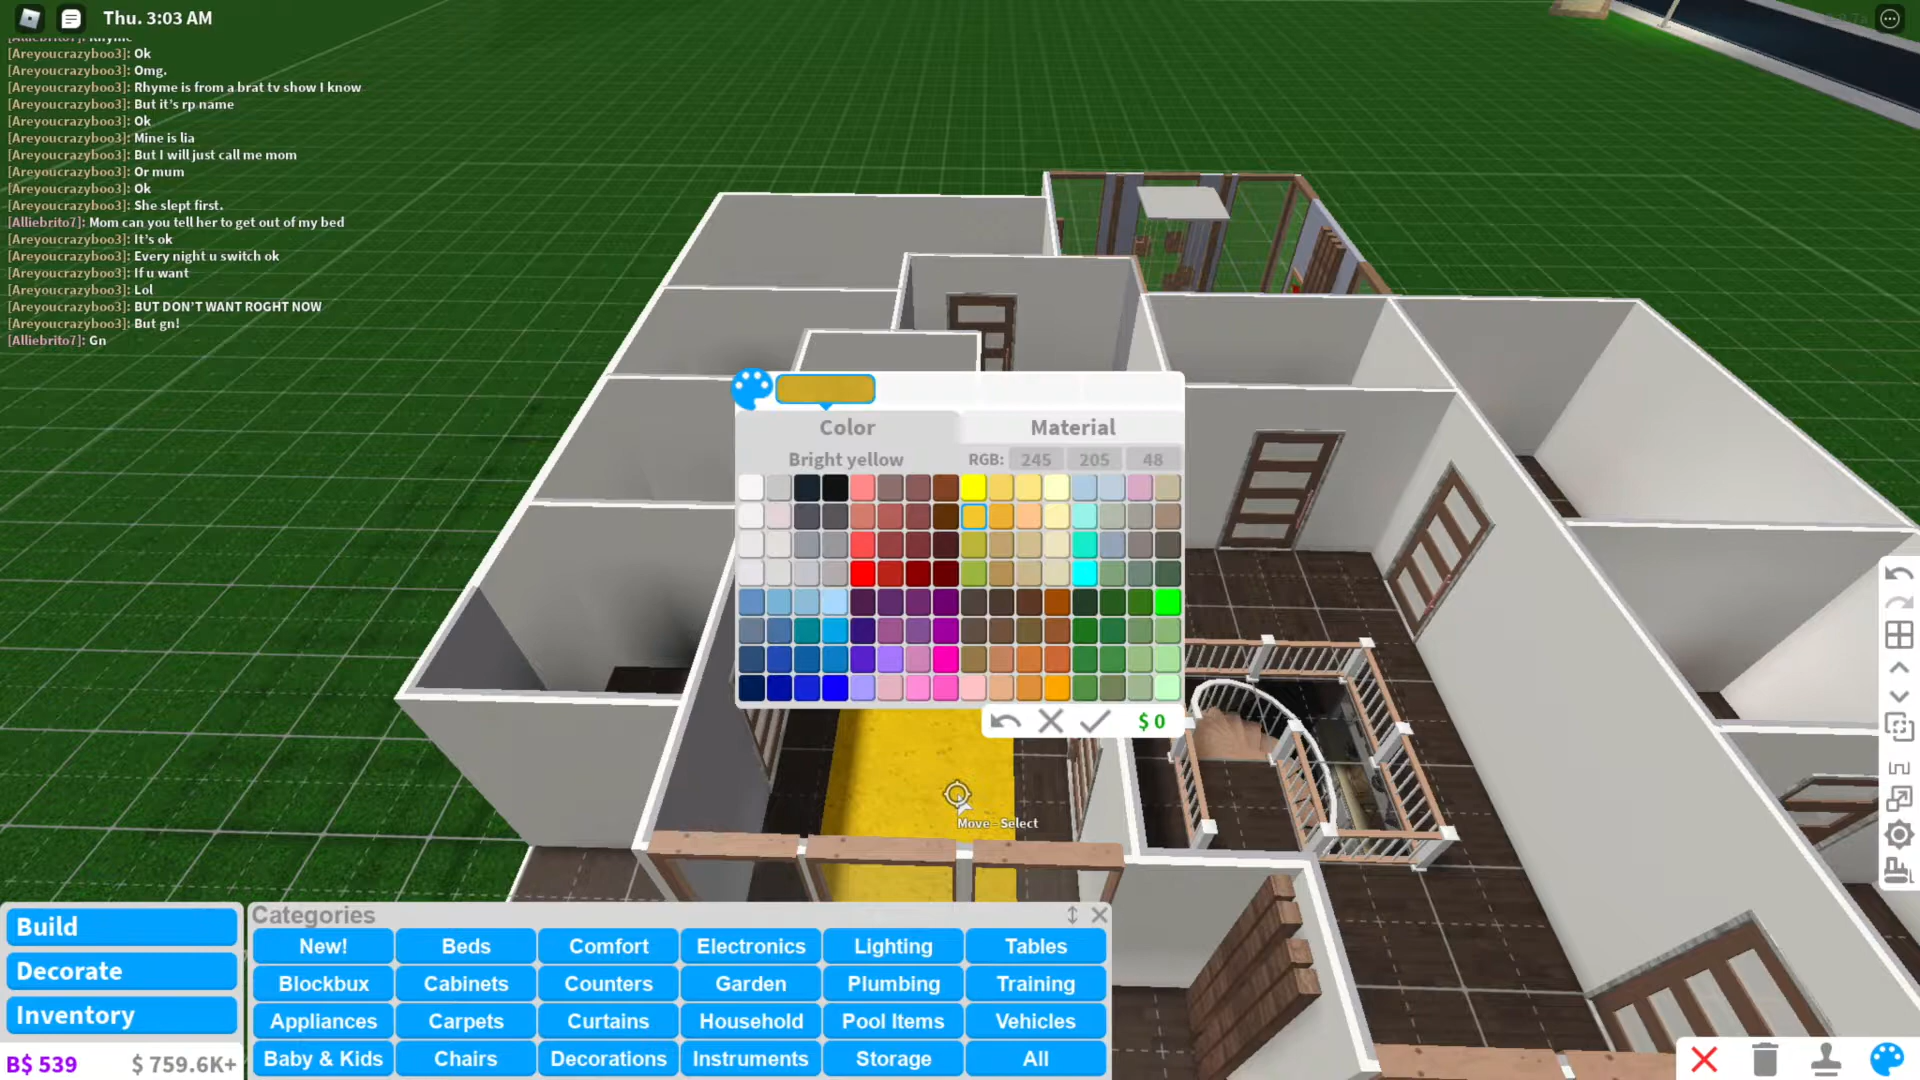 Thu. 3:03 AM
[Alliebrito7]: Rhyme
[Areyoucrazyboo3]: Ok
[Areyoucrazyboo3]: Omg.
[Areyoucrazyboo3]: Rhyme is from a brat tv show I know
[Areyoucrazyboo3]: But it's rp name
[Areyoucrazyboo3]: Ok
[Areyoucrazyboo3]: Mine is lia
[Areyoucrazyboo3]: But I will just call me mom
[Areyoucrazyboo3]: Or mum
[Areyoucrazyboo3]: Ok
[Areyoucrazyboo3]: She slept first.
[Alliebrito7]: Mom can you tell her to get out of my bed
[Areyoucrazyboo3]: It's ok
[Areyoucrazyboo3]: Every night u switch ok
[Areyoucrazyboo3]: If u want
[Areyoucrazyboo3]: Lol
[Areyoucrazyboo3]: BUT DON'T WANT ROGHT NOW
[Areyoucrazyboo3]: But gn!
[Alliebrito7]: Gn
Color
Material
Bright yellow
RGB: 245 205 48
$ 0
Move - Select
Build
Decorate
Inventory
B$ 539
$ 759.6K+
Categories
New! Beds Comfort Electronics Lighting Tables
Blockbux Cabinets Counters Garden Plumbing Training
Appliances Carpets Curtains Household Pool Items Vehicles
Baby & Kids Chairs Decorations Instruments Storage All